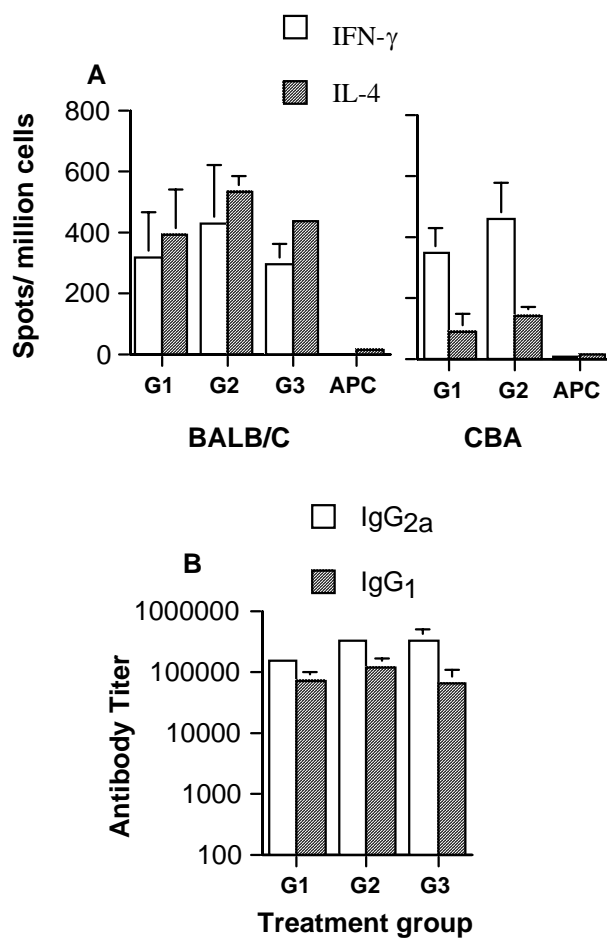 IFN-γ
A
IL-4
Spots/ million cells
800
600
400
200
0
G1 G2 G3 APC G1 G2 APC
BALB/C CBA
IgG2a
B
IgG1
Antibody Titer
1000000
100000
10000
1000
100
G1 G2 G3
Treatment group